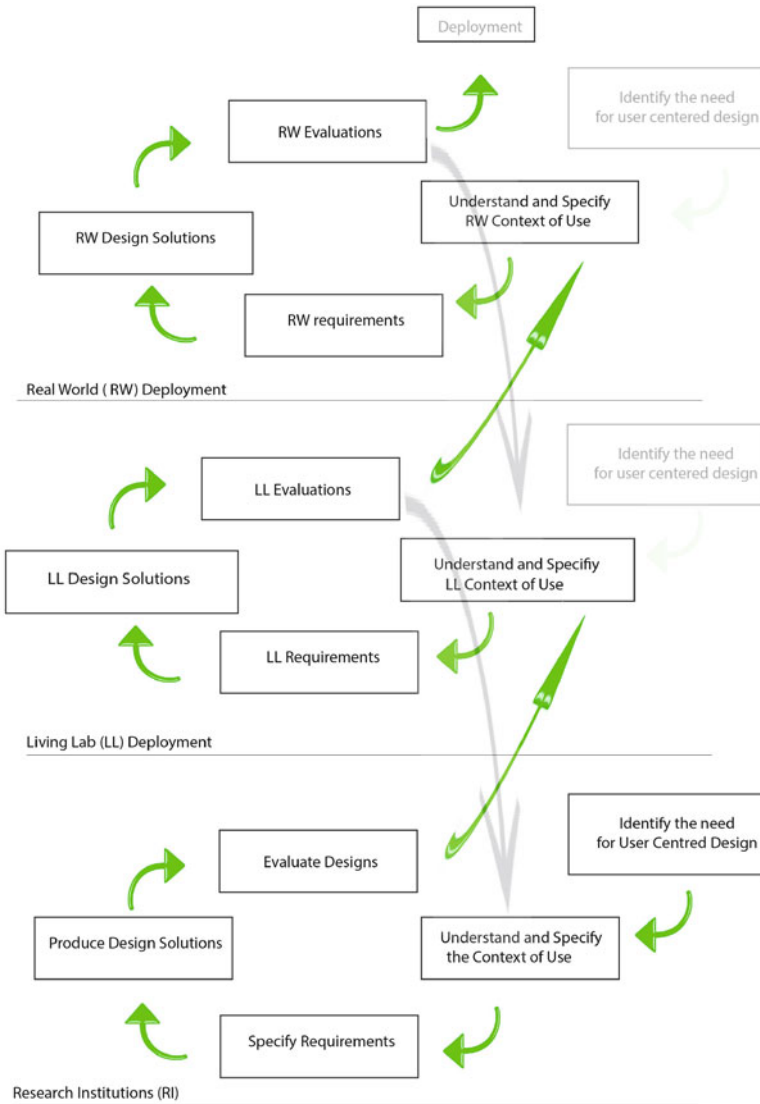 Deployment
Identify the need
for user centered design
RW Evaluations
Understand and Specify
RW Context of Use
RW Design Solutions
RW requirements
Real World ( RW) Deployment
Identify the need
for user centered design
LL Evaluations
Understand and Specifiy
LL Context of Use
LL Design Solutions
LL Requirements
Living Lab (LL) Deployment
Identify the need
for User Centred Design
Evaluate Designs
Understand and Specify
the Context of Use
Produce Design Solutions
Specify Requirements
Research Institutions (RI)